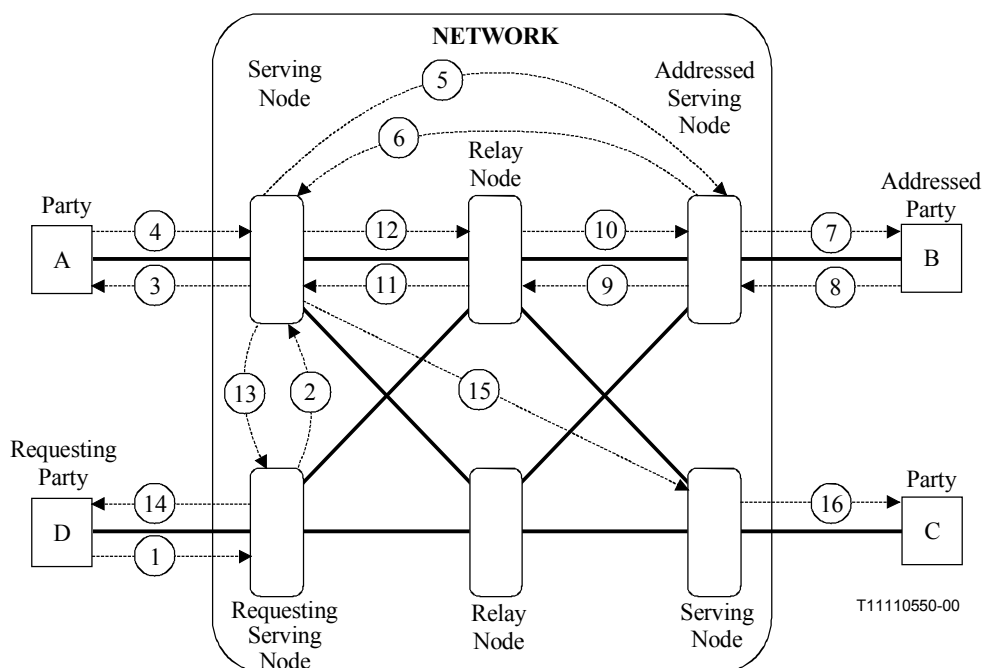 NETWORK
Serving
Node
5
Addressed
Serving
Node
6
Relay
Node
Party
Addressed
Party
4
12
10
7
A
B
3
11
9
8
13
2
15
Requesting
Party
Party
14
16
D
C
1
T11110550-00
Requesting
Serving
Node
Relay
Node
Serving
Node